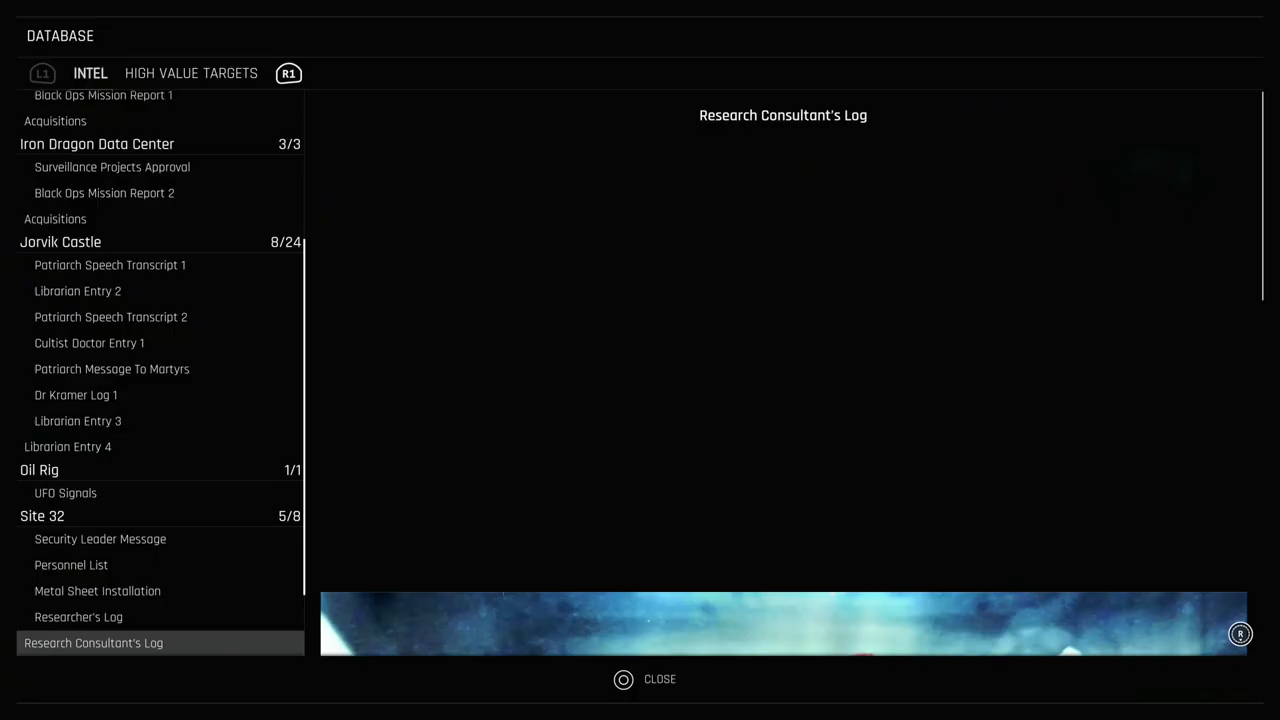 DATABASE
L1 INTEL HIGH VALUE TARGETS R1
Black Ops Mission Report 1
Acquisitions
Iron Dragon Data Center 3/3
Surveillance Projects Approval
Black Ops Mission Report 2
Acquisitions
Jorvik Castle 8/24
Patriarch Speech Transcript 1
Librarian Entry 2
Patriarch Speech Transcript 2
Cultist Doctor Entry 1
Patriarch Message To Martyrs
Dr Kramer Log 1
Librarian Entry 3
Librarian Entry 4
Oil Rig 1/1
UFO Signals
Site 32 5/8
Security Leader Message
Personnel List
Metal Sheet Installation
Researcher's Log
Research Consultant's Log
Research Consultant's Log
R
CLOSE